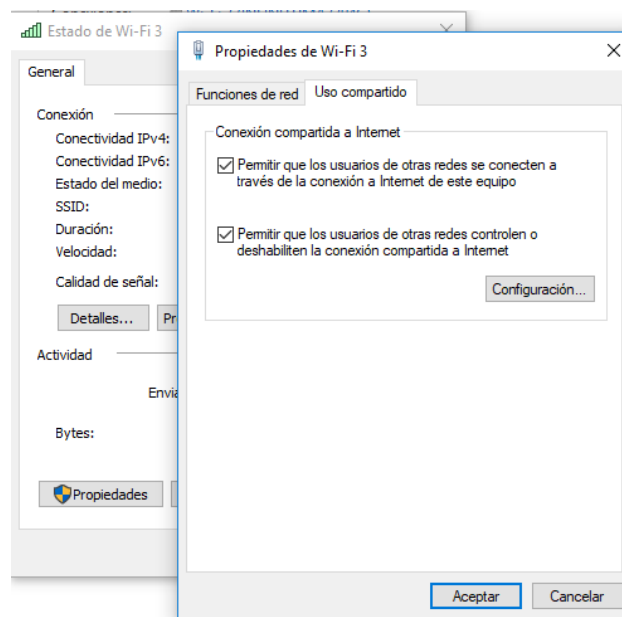 Estado de Wi-Fi 3
General
Conexión
Conectividad IPv4:
Conectividad IPv6:
Estado del medio:
SSID:
Duración:
Velocidad:
Calidad de señal:
Detalles...
Pr
Actividad
Envia
Bytes:
Propiedades
Propiedades de Wi-Fi 3
Funciones de red
Uso compartido
Conexión compartida a Internet
Permitir que los usuarios de otras redes se conecten a
través de la conexión a Internet de este equipo
Permitir que los usuarios de otras redes controlen o
deshabiliten la conexión compartida a Internet
Configuración...
Aceptar
Cancelar